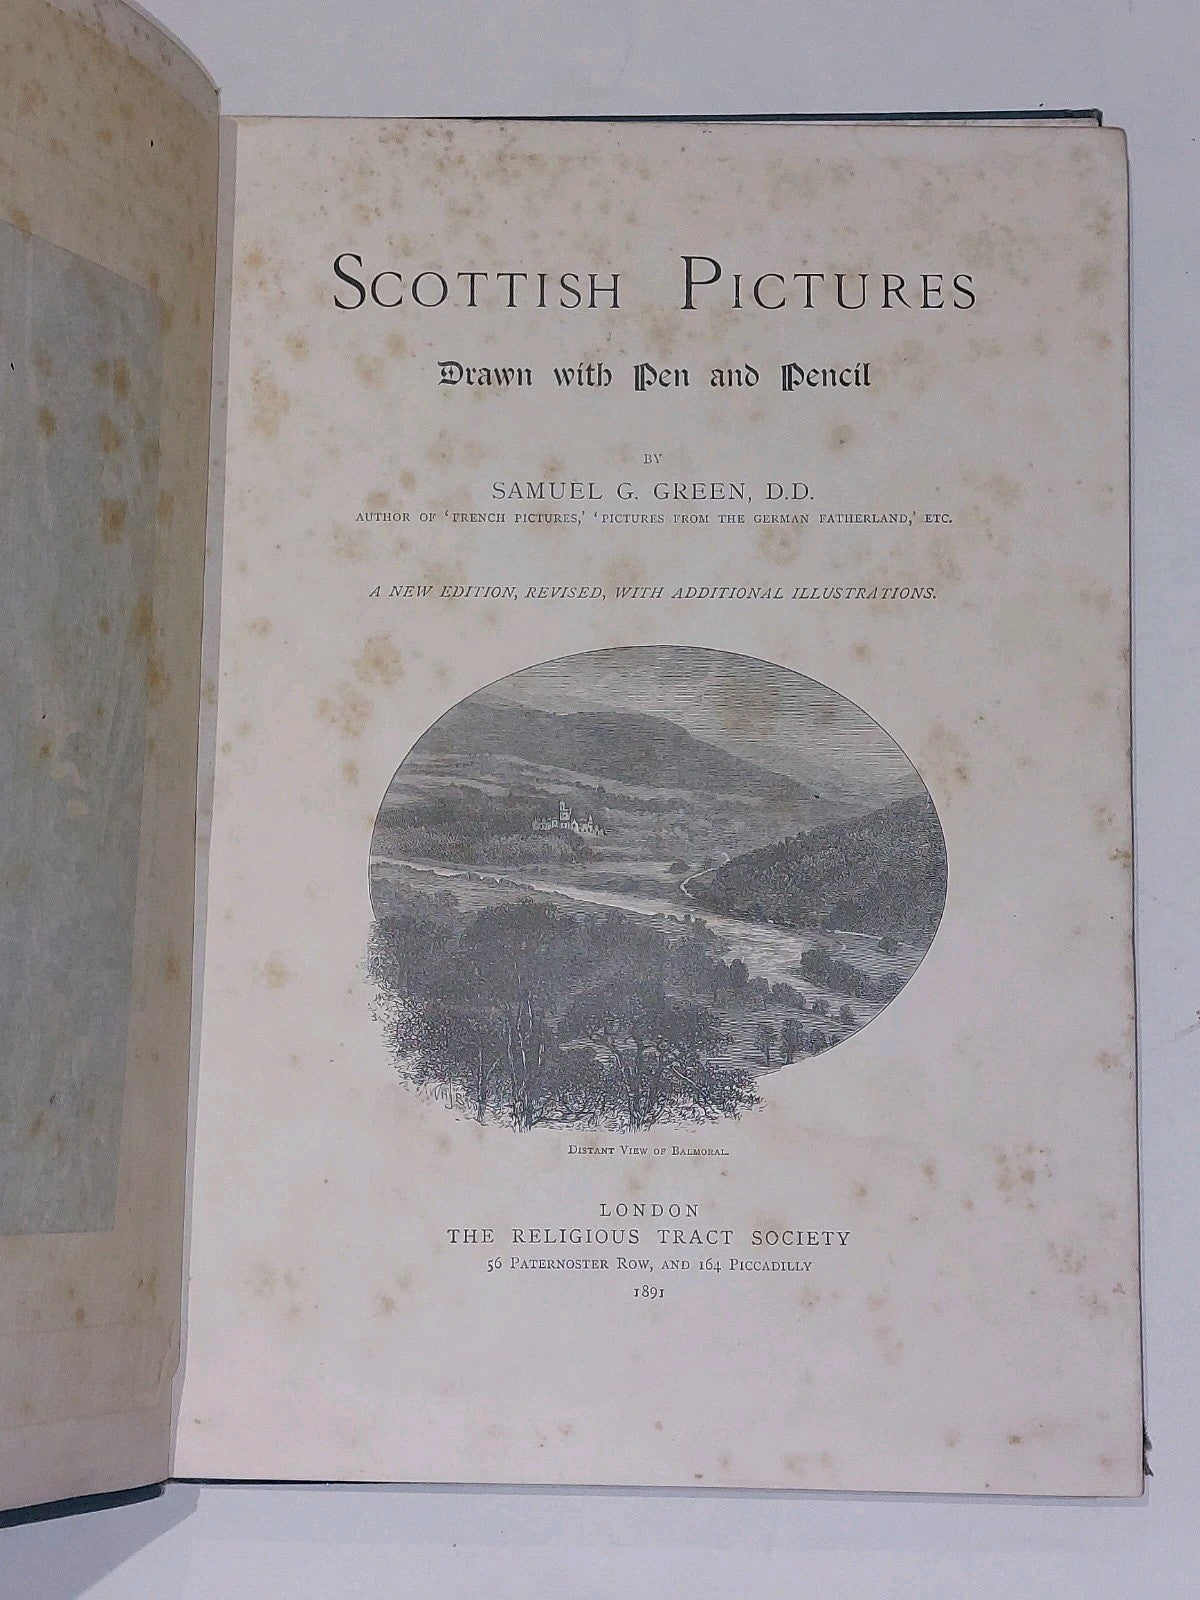 SCOTTISH PICTURES
Drawn with Pen and Pencil
BY
SAMUEL G. GREEN, D.D.
AUTHOR OF ‘FRENCH PICTURES,’ ‘PICTURES FROM THE GERMAN FATHERLAND,’ ETC.
A NEW EDITION, REVISED, WITH ADDITIONAL ILLUSTRATIONS.
DISTANT VIEW OF BALMORAL.
LONDON
THE RELIGIOUS TRACT SOCIETY
56 PATERNOSTER ROW, AND 164 PICCADILLY
1891